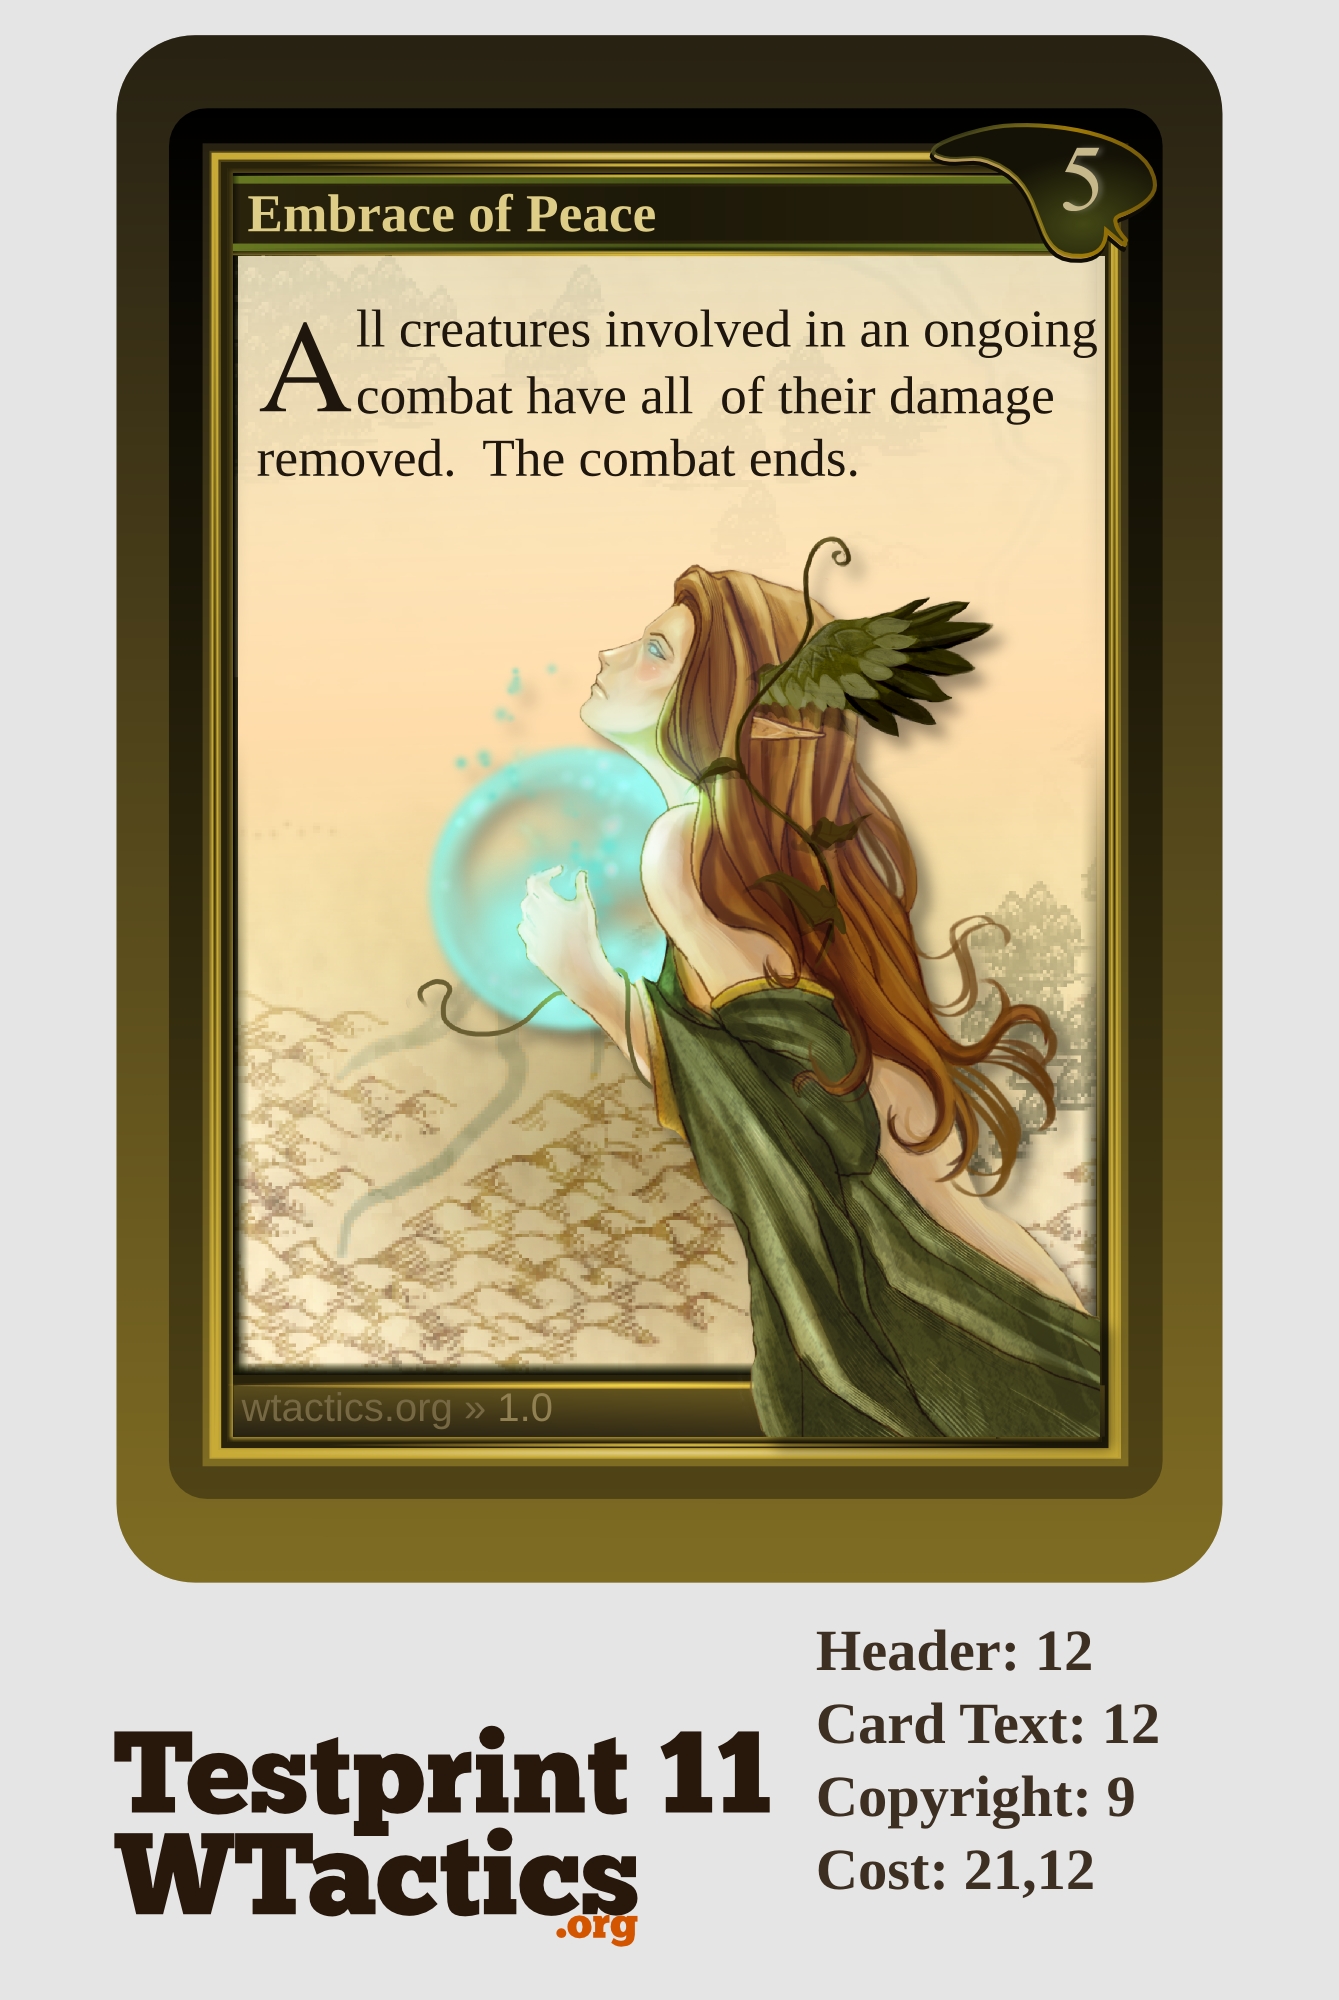 Embrace of Peace
5
All creatures involved in an ongoing
combat have all  of their damage
removed.  The combat ends.
wtactics.org » 1.0
Testprint 11
WTactics
.org
Header: 12
Card Text: 12
Copyright: 9
Cost: 21,12